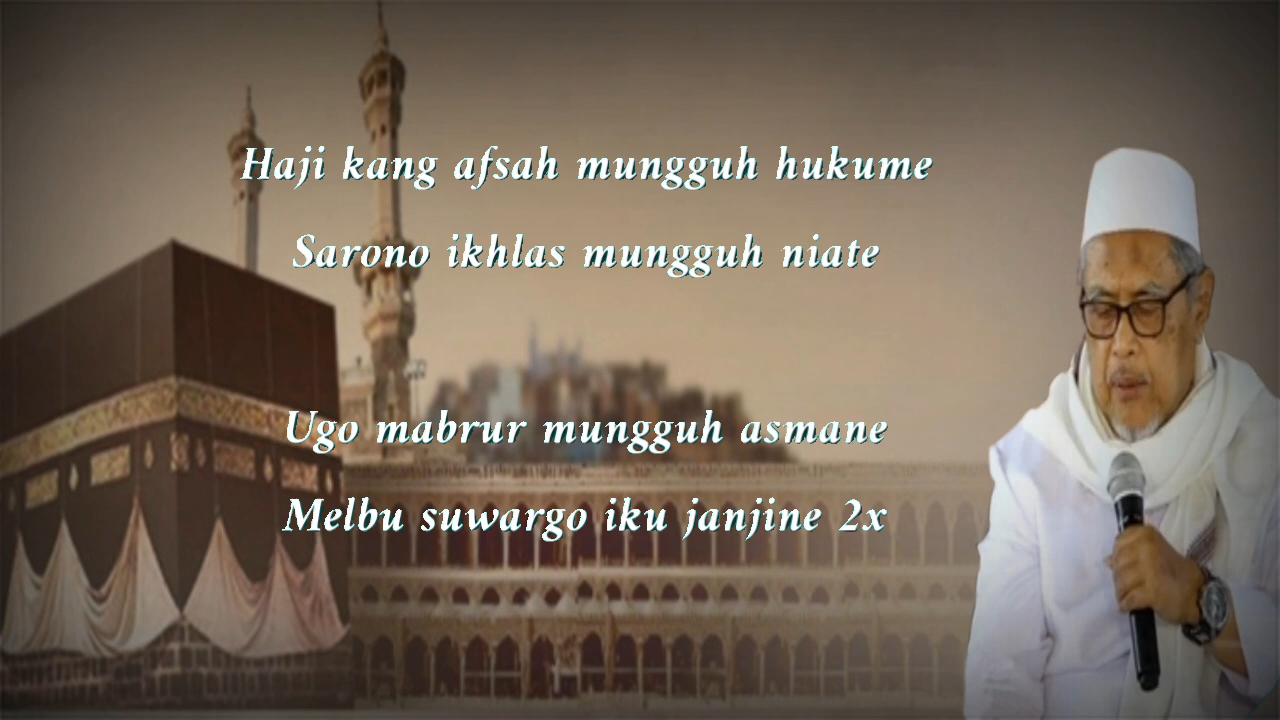 Haji kang afsah mungguh hukume
Sarono ikhlas mungguh niate
Ugo mabrur mungguh asmane
Melbu suwargo iku janjine 2x